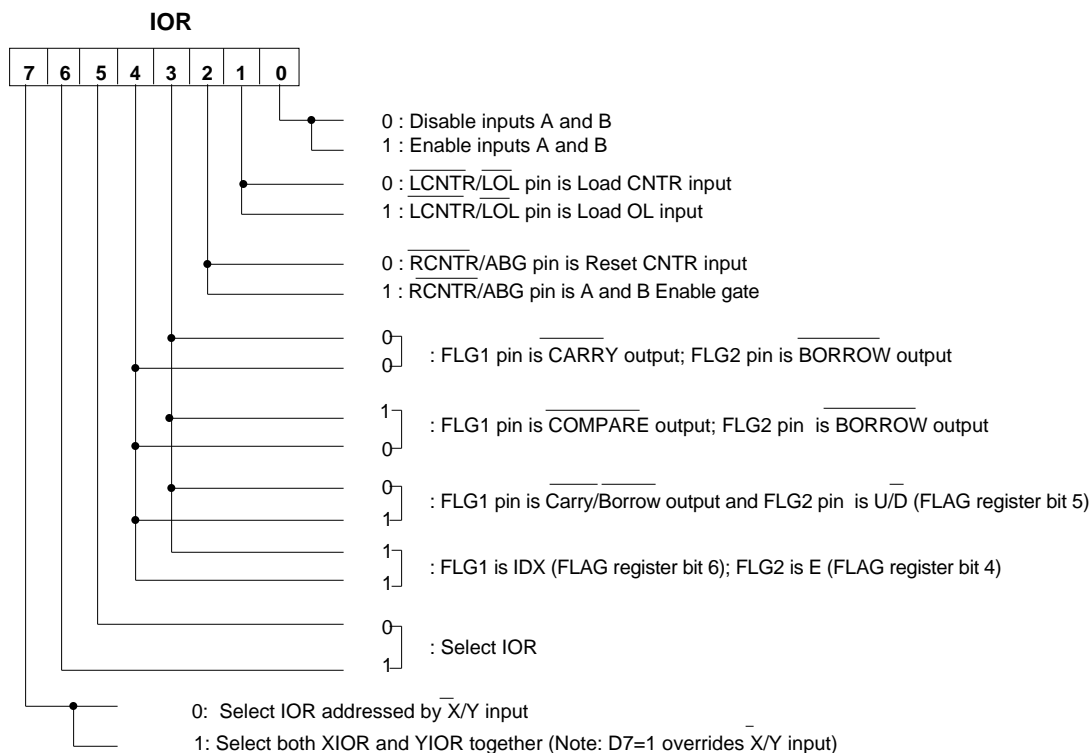 IOR
7 6 5 4 3 2 1 0
0 : Disable inputs A and B
1 : Enable inputs A and B
0 : LCNTR/LOL pin is Load CNTR input
1 : LCNTR/LOL pin is Load OL input
0 : RCNTR/ABG pin is Reset CNTR input
1 : RCNTR/ABG pin is A and B Enable gate
0
: FLG1 pin is CARRY output; FLG2 pin is BORROW output
0
1
: FLG1 pin is COMPARE output; FLG2 pin is BORROW output
0
0
: FLG1 pin is Carry/Borrow output and FLG2 pin is U/D (FLAG register bit 5)
1
1
: FLG1 is IDX (FLAG register bit 6); FLG2 is E (FLAG register bit 4)
1
0
: Select IOR
1
0: Select IOR addressed by X/Y input
1: Select both XIOR and YIOR together (Note: D7=1 overrides X/Y input)